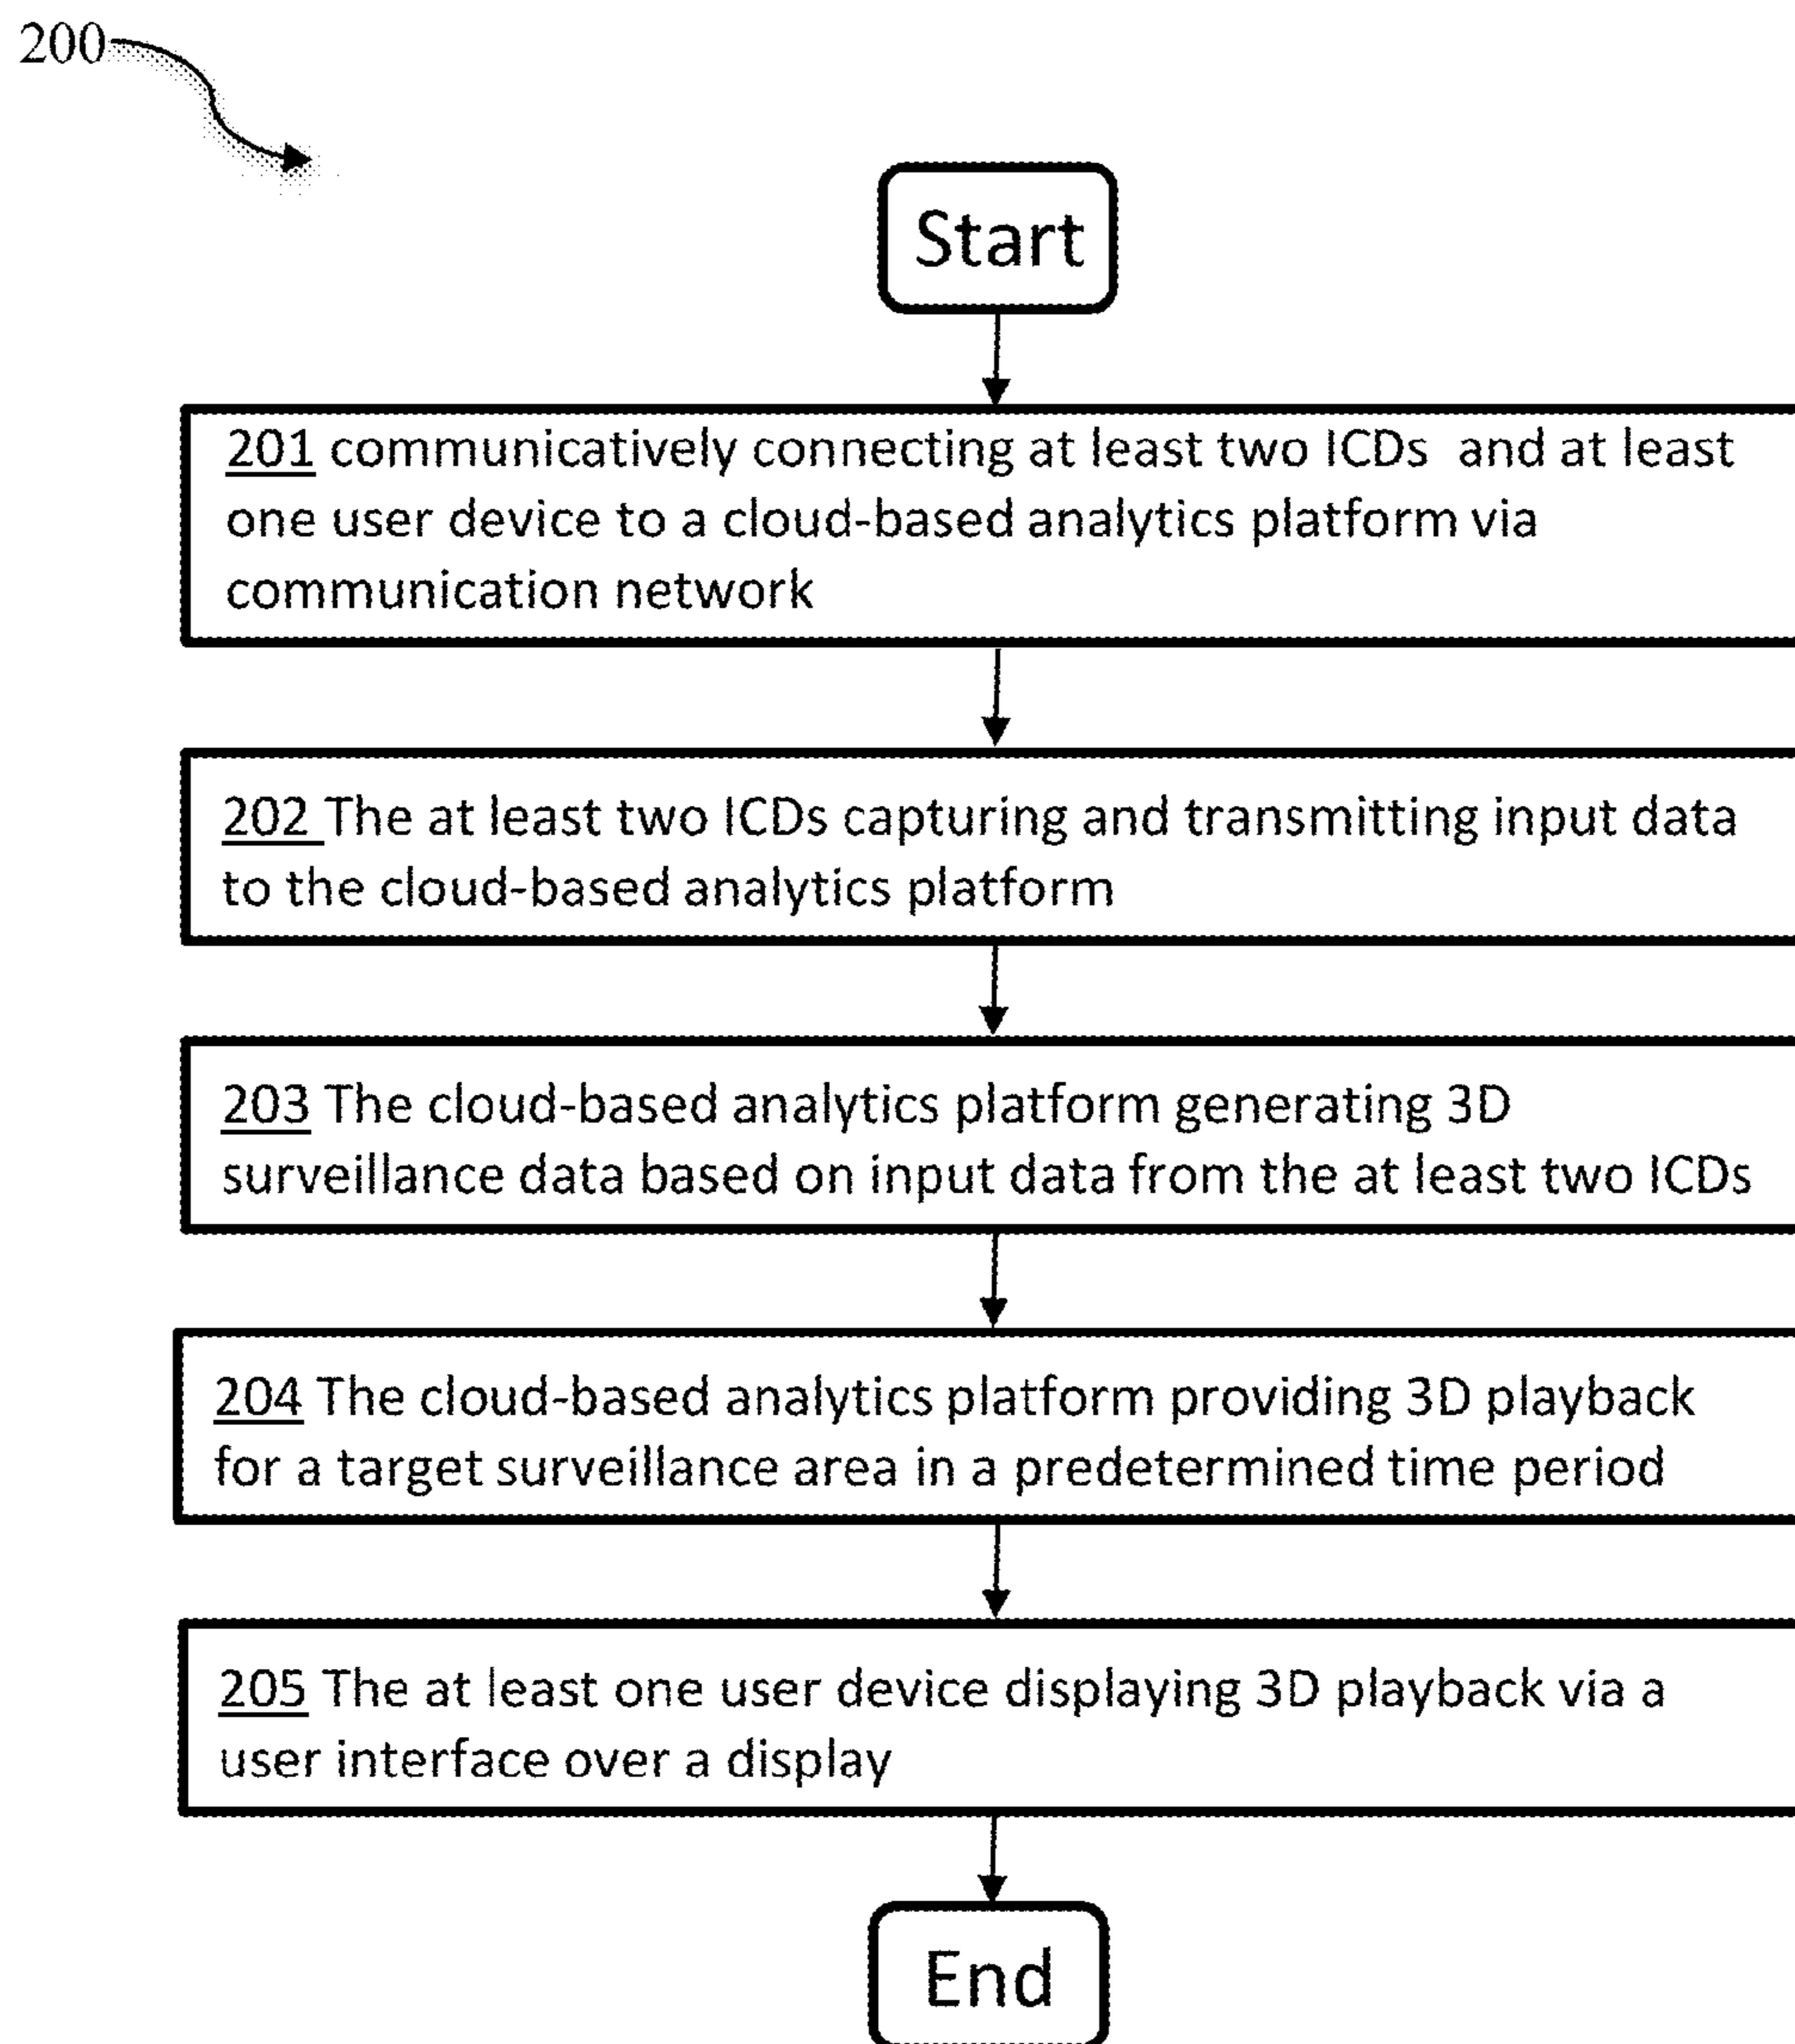 200
Start
201 communicatively connecting at least two ICDs and at least
one user device to a cloud-based analytics platform via
communication network
202 The at least two ICDs capturing and transmitting input data
to the cloud-based analytics platform
203 The cloud-based analytics platform generating 3D
surveillance data based on input data from the at least two ICDs
204 The cloud-based analytics platform providing 3D playback
for a target surveillance area in a predetermined time period
205 The at least one user device displaying 3D playback via a
user interface over a display
End